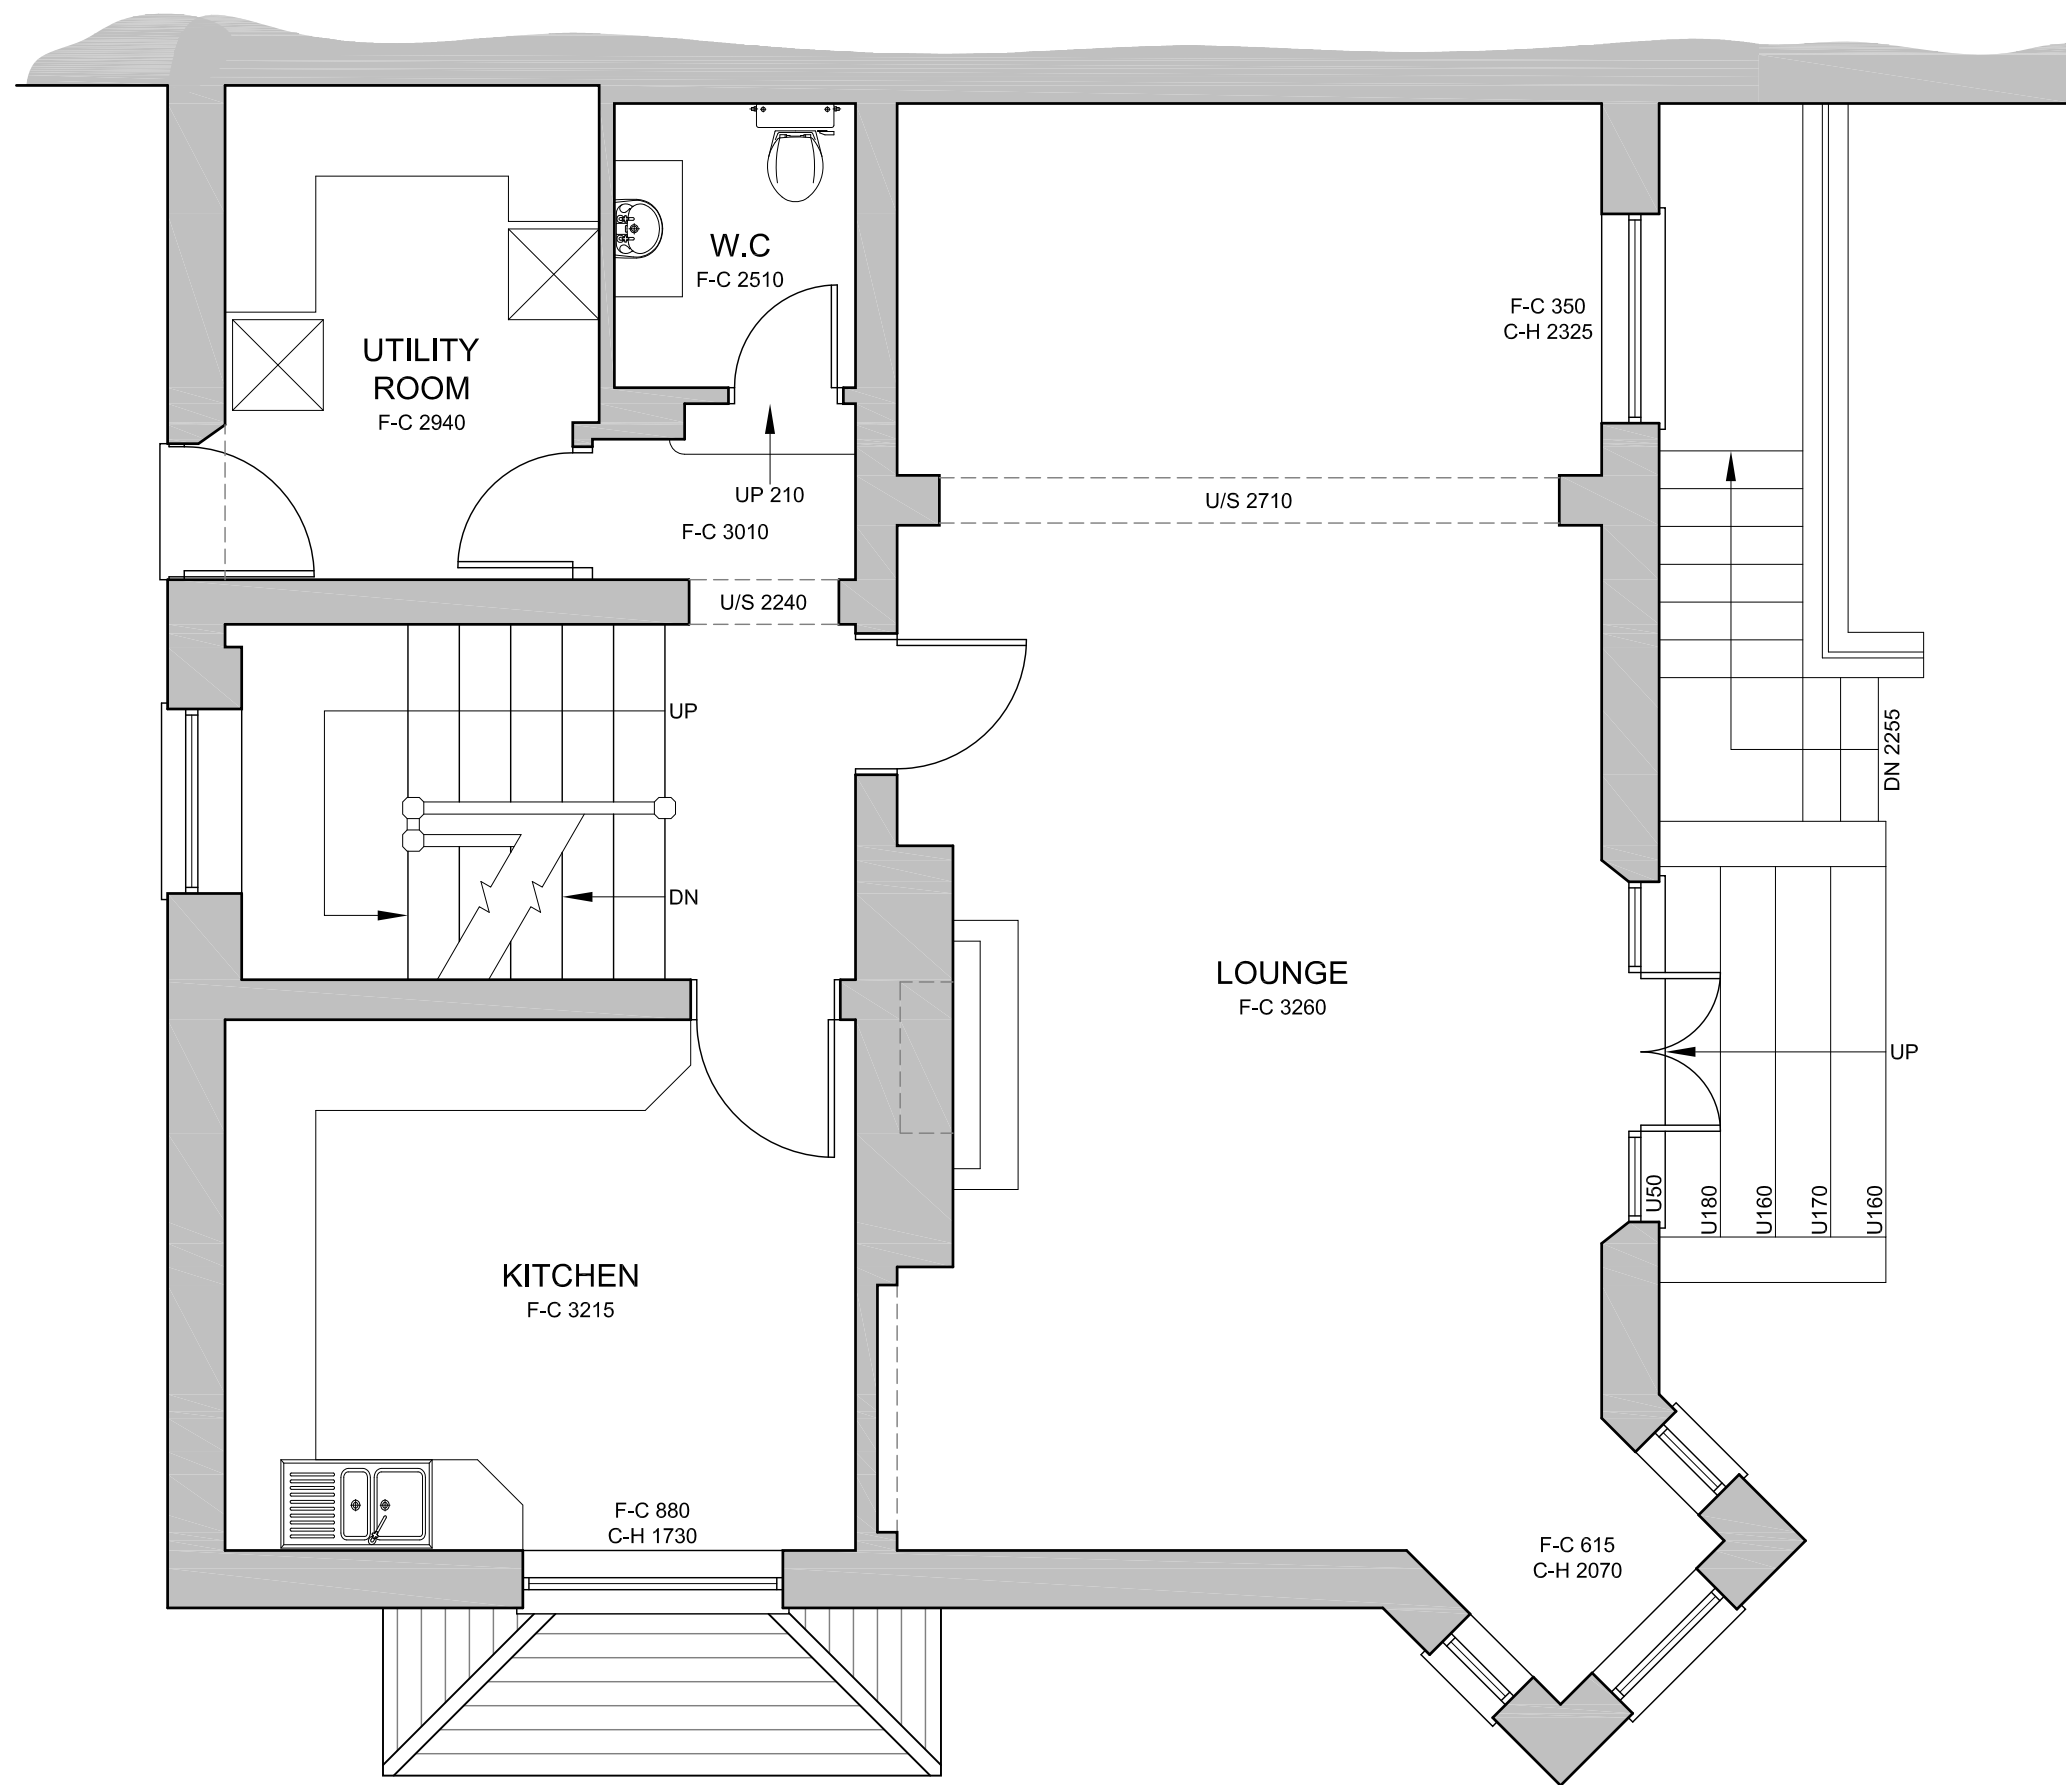 W.C
F-C 2510
UTILITY
ROOM
F-C 2940
F-C 350
C-H 2325
UP 210
F-C 3010
U/S 2710
U/S 2240
UP
DN
DN 2255
LOUNGE
F-C 3260
UP
U50
U180
U160
U170
U160
KITCHEN
F-C 3215
F-C 880
C-H 1730
F-C 615
C-H 2070